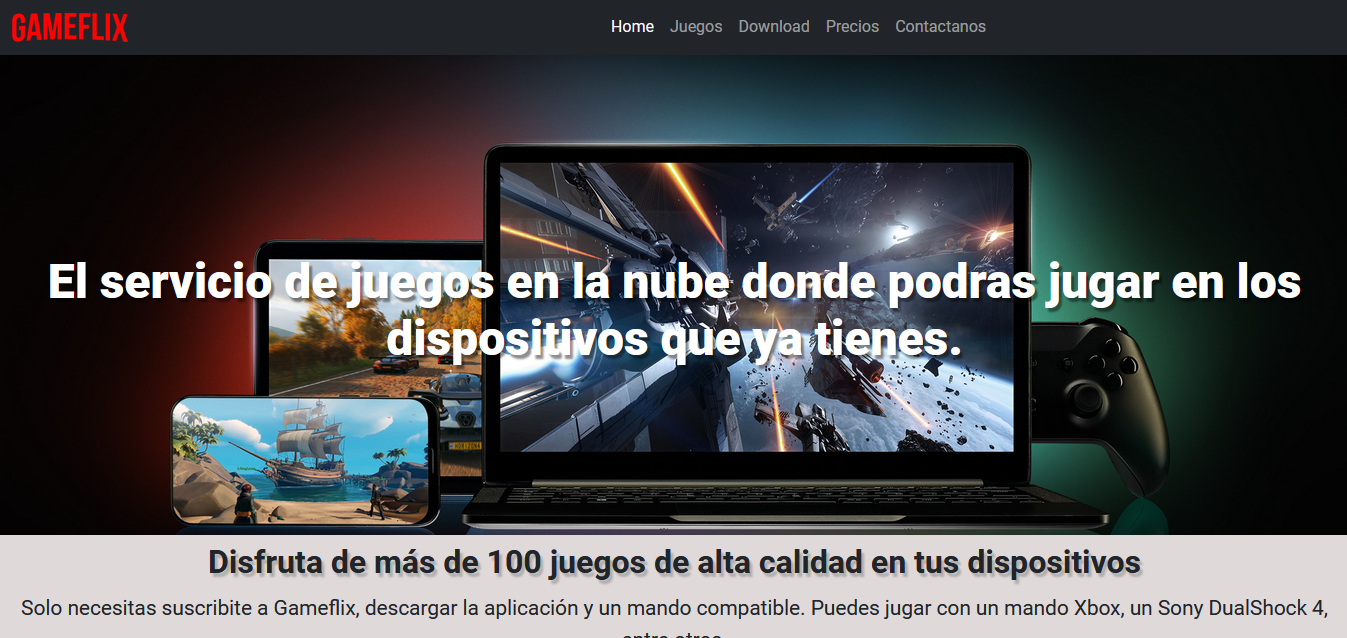 GAMEFLIX
Home Juegos Download Precios Contactanos
El servicio de juegos en la nube donde podras jugar en los
dispositivos que ya tienes.
Disfruta de más de 100 juegos de alta calidad en tus dispositivos
Solo necesitas suscribite a Gameflix, descargar la aplicación y un mando compatible. Puedes jugar con un mando Xbox, un Sony DualShock 4,
entre otros